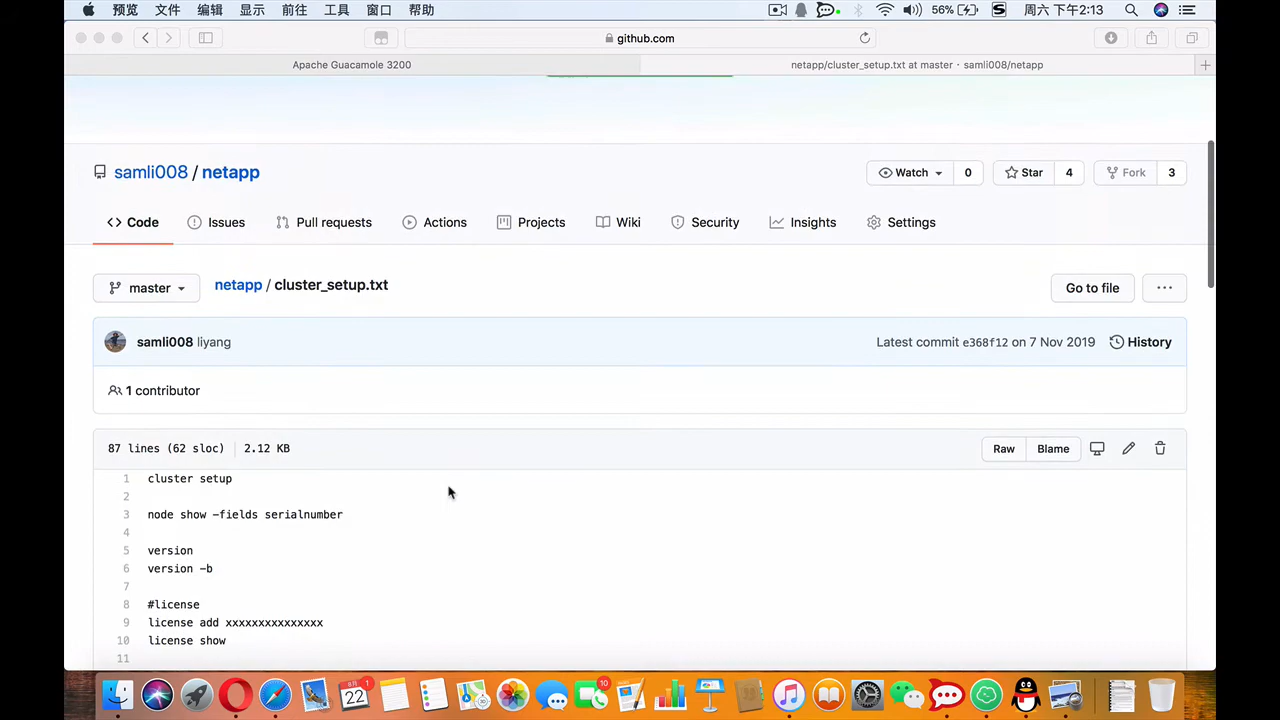 预览 文件 编辑 显示 前往 工具 窗口 帮助 56% 周六 下午2:13
github.com
Apache Guacamole 3200 netapp/cluster_setup.txt at master · samli008/netapp
samli008 / netapp Watch 0 Star 4 Fork 3
Code Issues Pull requests Actions Projects Wiki Security Insights Settings
master netapp / cluster_setup.txt Go to file ...
samli008 liyang Latest commit e368f12 on 7 Nov 2019 History
1 contributor
87 lines (62 sloc) 2.12 KB Raw Blame
1 cluster setup
2
3 node show -fields serialnumber
4
5 version
6 version -b
7
8 #license
9 license add xxxxxxxxxxxxxxx
10 license show
11